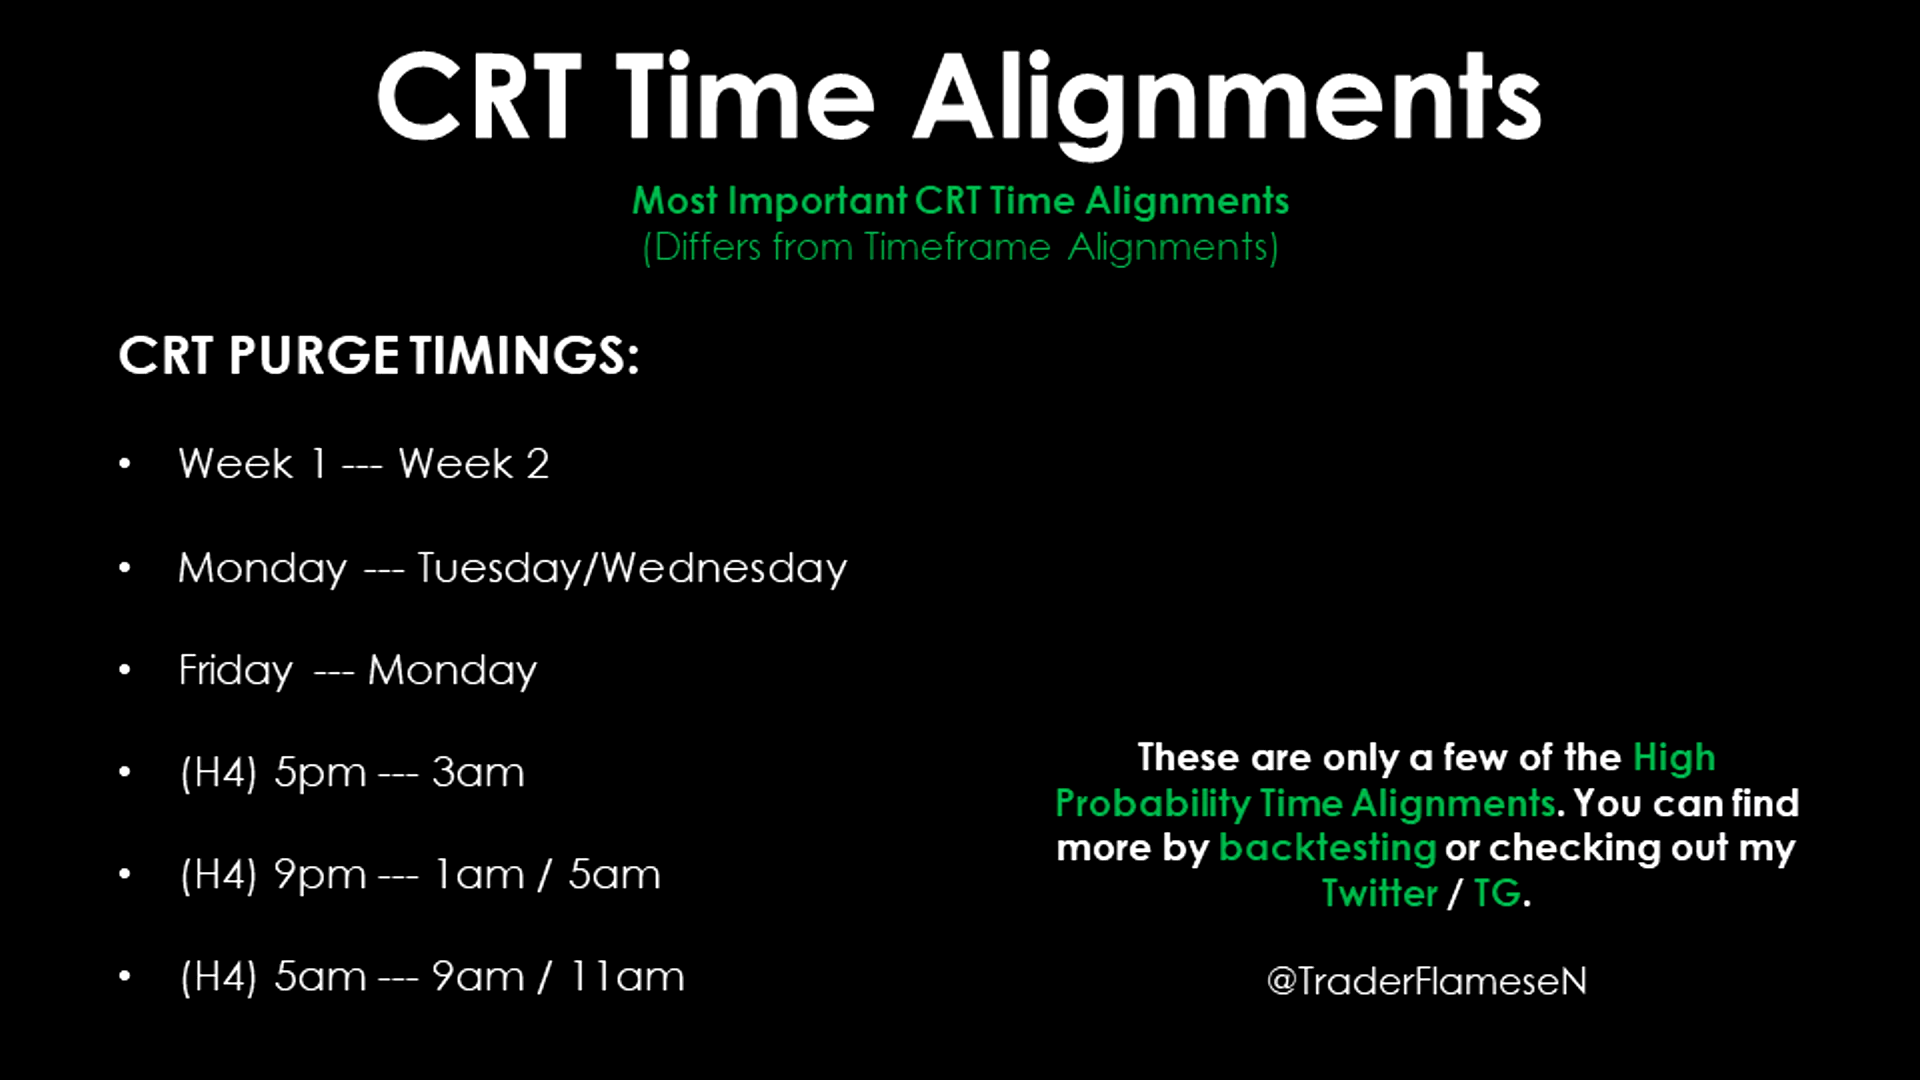 CRT Time Alignments
Most Important CRT Time Alignments
(Differs from Timeframe Alignments)
CRT PURGE TIMINGS:
• Week 1 --- Week 2
• Monday --- Tuesday/Wednesday
• Friday --- Monday
• (H4) 5pm --- 3am
• (H4) 9pm --- 1am / 5am
• (H4) 5am --- 9am / 11am
These are only a few of the High
Probability Time Alignments. You can find
more by backtesting or checking out my
Twitter / TG.
@TraderFlameseN